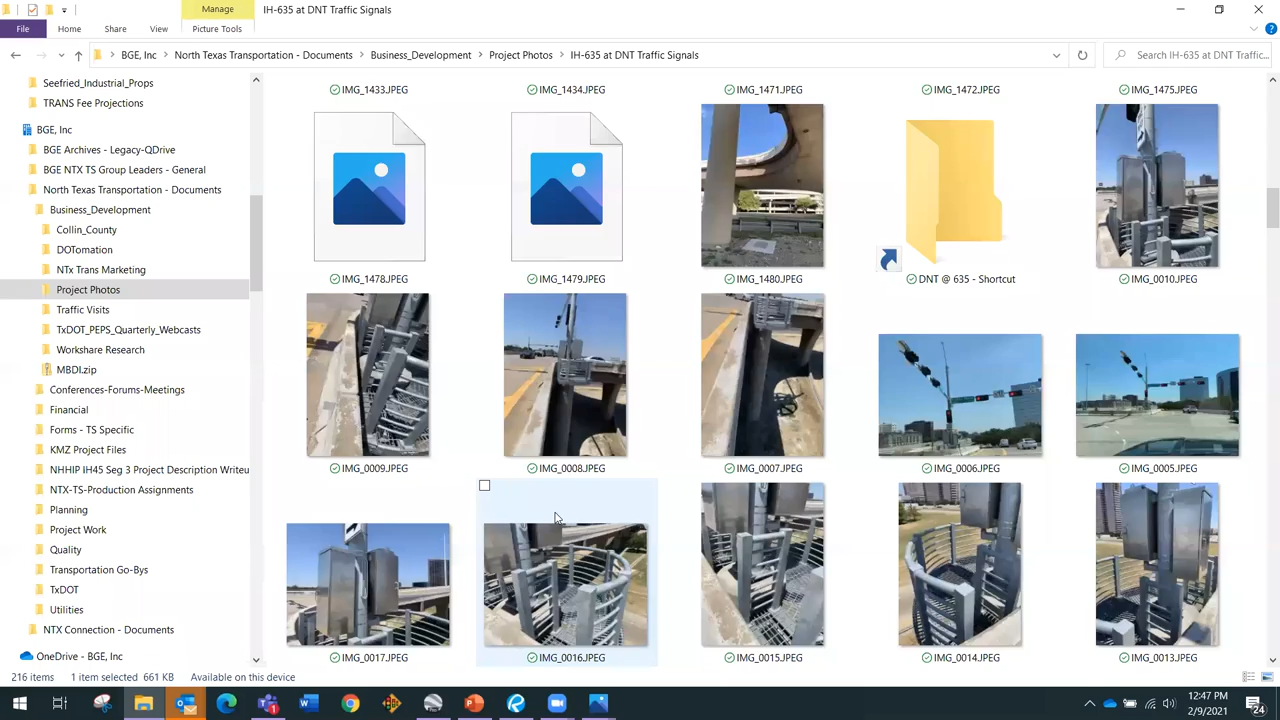 Manage
IH-635 at DNT Traffic Signals
File
Home
Share
View
Picture Tools
BGE, Inc
North Texas Transportation - Documents
Business_Development
Project Photos
IH-635 at DNT Traffic Signals
Search IH-635 at DNT Traffic...
Seefried_Industrial_Props
TRANS Fee Projections
BGE, Inc
BGE Archives - Legacy-QDrive
BGE NTX TS Group Leaders - General
North Texas Transportation - Documents
Business_Development
Collin_County
DOTomation
NTx Trans Marketing
Project Photos
Traffic Visits
TxDOT_PEPS_Quarterly_Webcasts
Workshare Research
MBDI.zip
Conferences-Forums-Meetings
Financial
Forms - TS Specific
KMZ Project Files
NHHIP IH45 Seg 3 Project Description Writeu
NTX-TS-Production Assignments
Planning
Project Work
Quality
Transportation Go-Bys
TxDOT
Utilities
NTX Connection - Documents
OneDrive - BGE, Inc
IMG_1433.JPEG
IMG_1434.JPEG
IMG_1471.JPEG
IMG_1472.JPEG
IMG_1475.JPEG
IMG_1478.JPEG
IMG_1479.JPEG
IMG_1480.JPEG
DNT @ 635 - Shortcut
IMG_0010.JPEG
IMG_0009.JPEG
IMG_0008.JPEG
IMG_0007.JPEG
IMG_0006.JPEG
IMG_0005.JPEG
IMG_0017.JPEG
IMG_0016.JPEG
IMG_0015.JPEG
IMG_0014.JPEG
IMG_0013.JPEG
216 items
1 item selected
661 KB
Available on this device
12:47 PM
2/9/2021
24